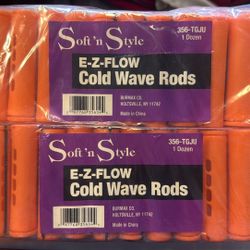 Soft 'n Style
356-TGJU
1 Dozen
E-Z-FLOW
Cold Wave Rods
BURMAX CO.
HOLTSVILLE, NY 11742
Made in China
Soft 'n Style
356-TGJU
1 Dozen
E-Z-FLOW
Cold Wave Rods
BURMAX CO.
HOLTSVILLE, NY 11742
Made in China